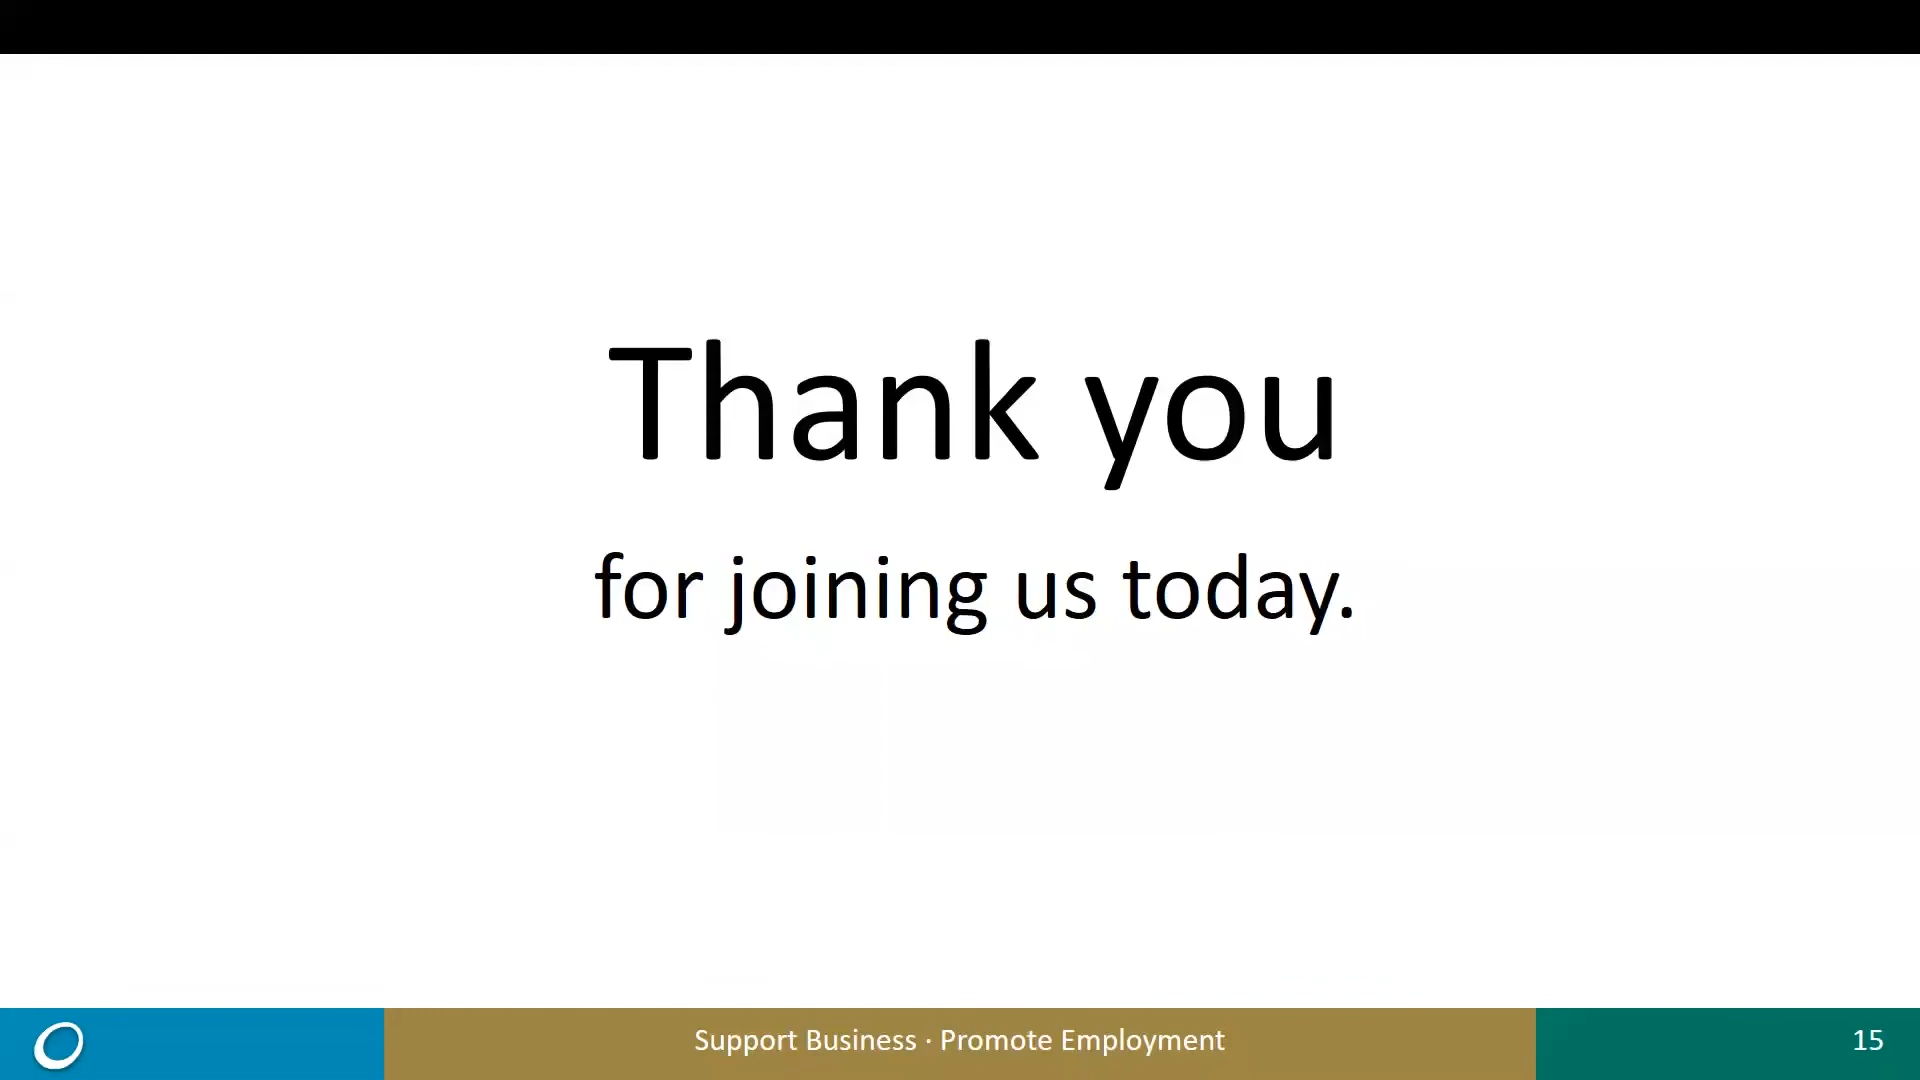 Thank you
for joining us today.
Support Business · Promote Employment
15